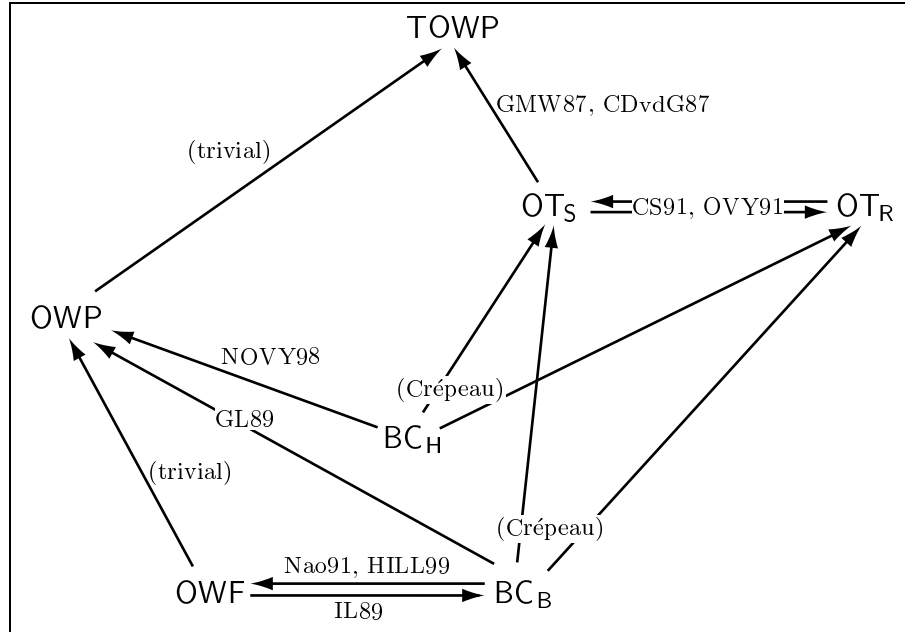 TOWP
GMW87, CDvdG87
(trivial)
OT_S
CS91, OVY91
OT_R
OWP
NOVY98
(Crépeau)
GL89
BC_H
(trivial)
(Crépeau)
Nao91, HILL99
OWF
BC_B
IL89